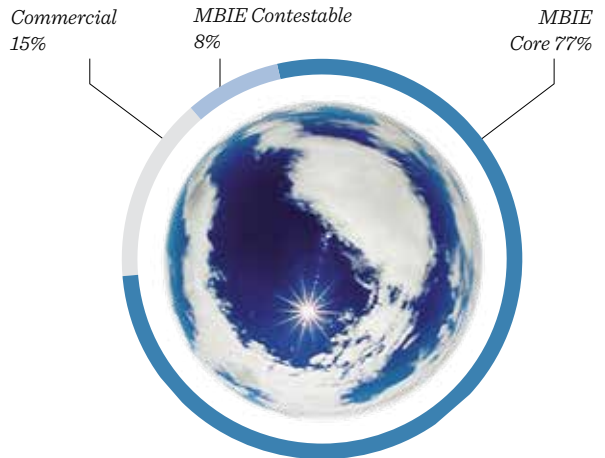 Commercial
15%
MBIE Contestable
8%
MBIE
Core 77%